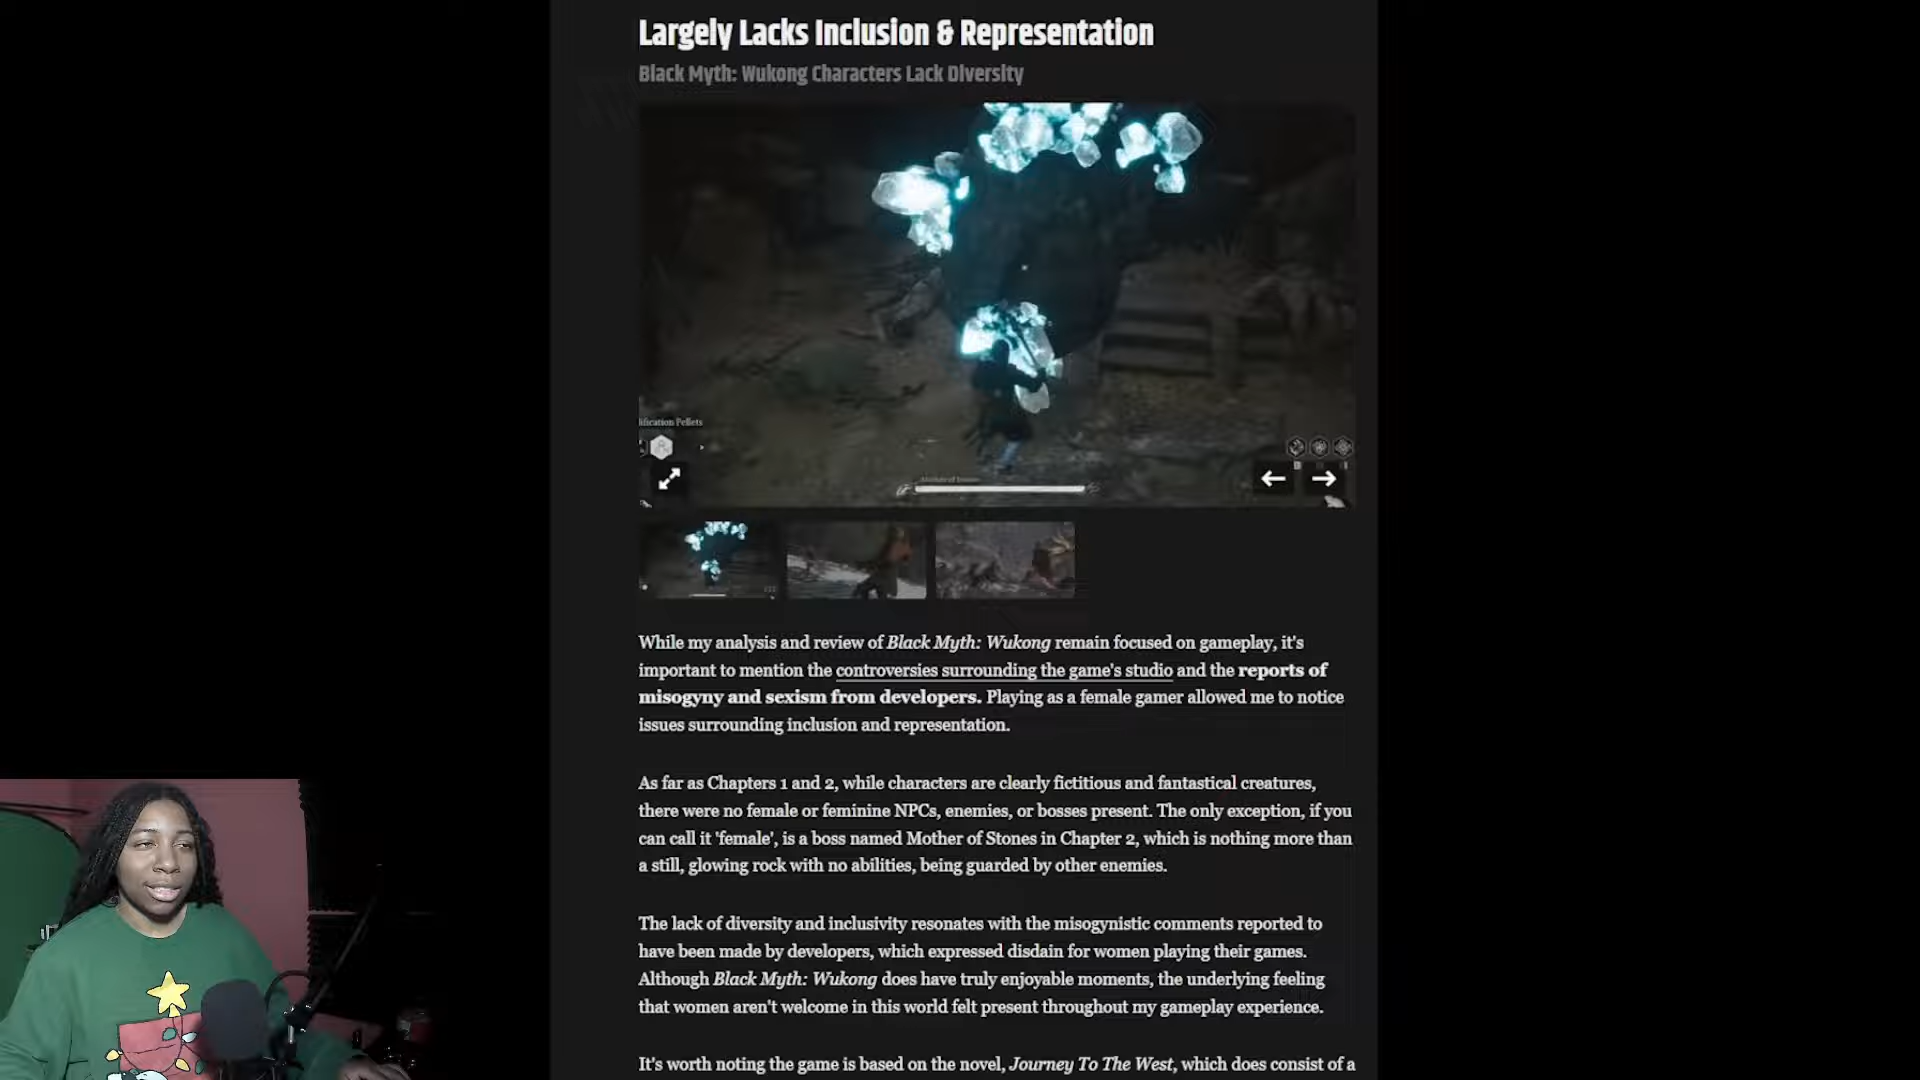 Largely Lacks Inclusion & Representation
Black Myth: Wukong Characters Lack Diversity
ification Pellets
While my analysis and review of Black Myth: Wukong remain focused on gameplay, it's
important to mention the controversies surrounding the game's studio and the reports of
misogyny and sexism from developers. Playing as a female gamer allowed me to notice
issues surrounding inclusion and representation.
As far as Chapters 1 and 2, while characters are clearly fictitious and fantastical creatures,
there were no female or feminine NPCs, enemies, or bosses present. The only exception, if you
can call it 'female', is a boss named Mother of Stones in Chapter 2, which is nothing more than
a still, glowing rock with no abilities, being guarded by other enemies.
The lack of diversity and inclusivity resonates with the misogynistic comments reported to
have been made by developers, which expressed disdain for women playing their games.
Although Black Myth: Wukong does have truly enjoyable moments, the underlying feeling
that women aren't welcome in this world felt present throughout my gameplay experience.
It's worth noting the game is based on the novel, Journey To The West, which does consist of a